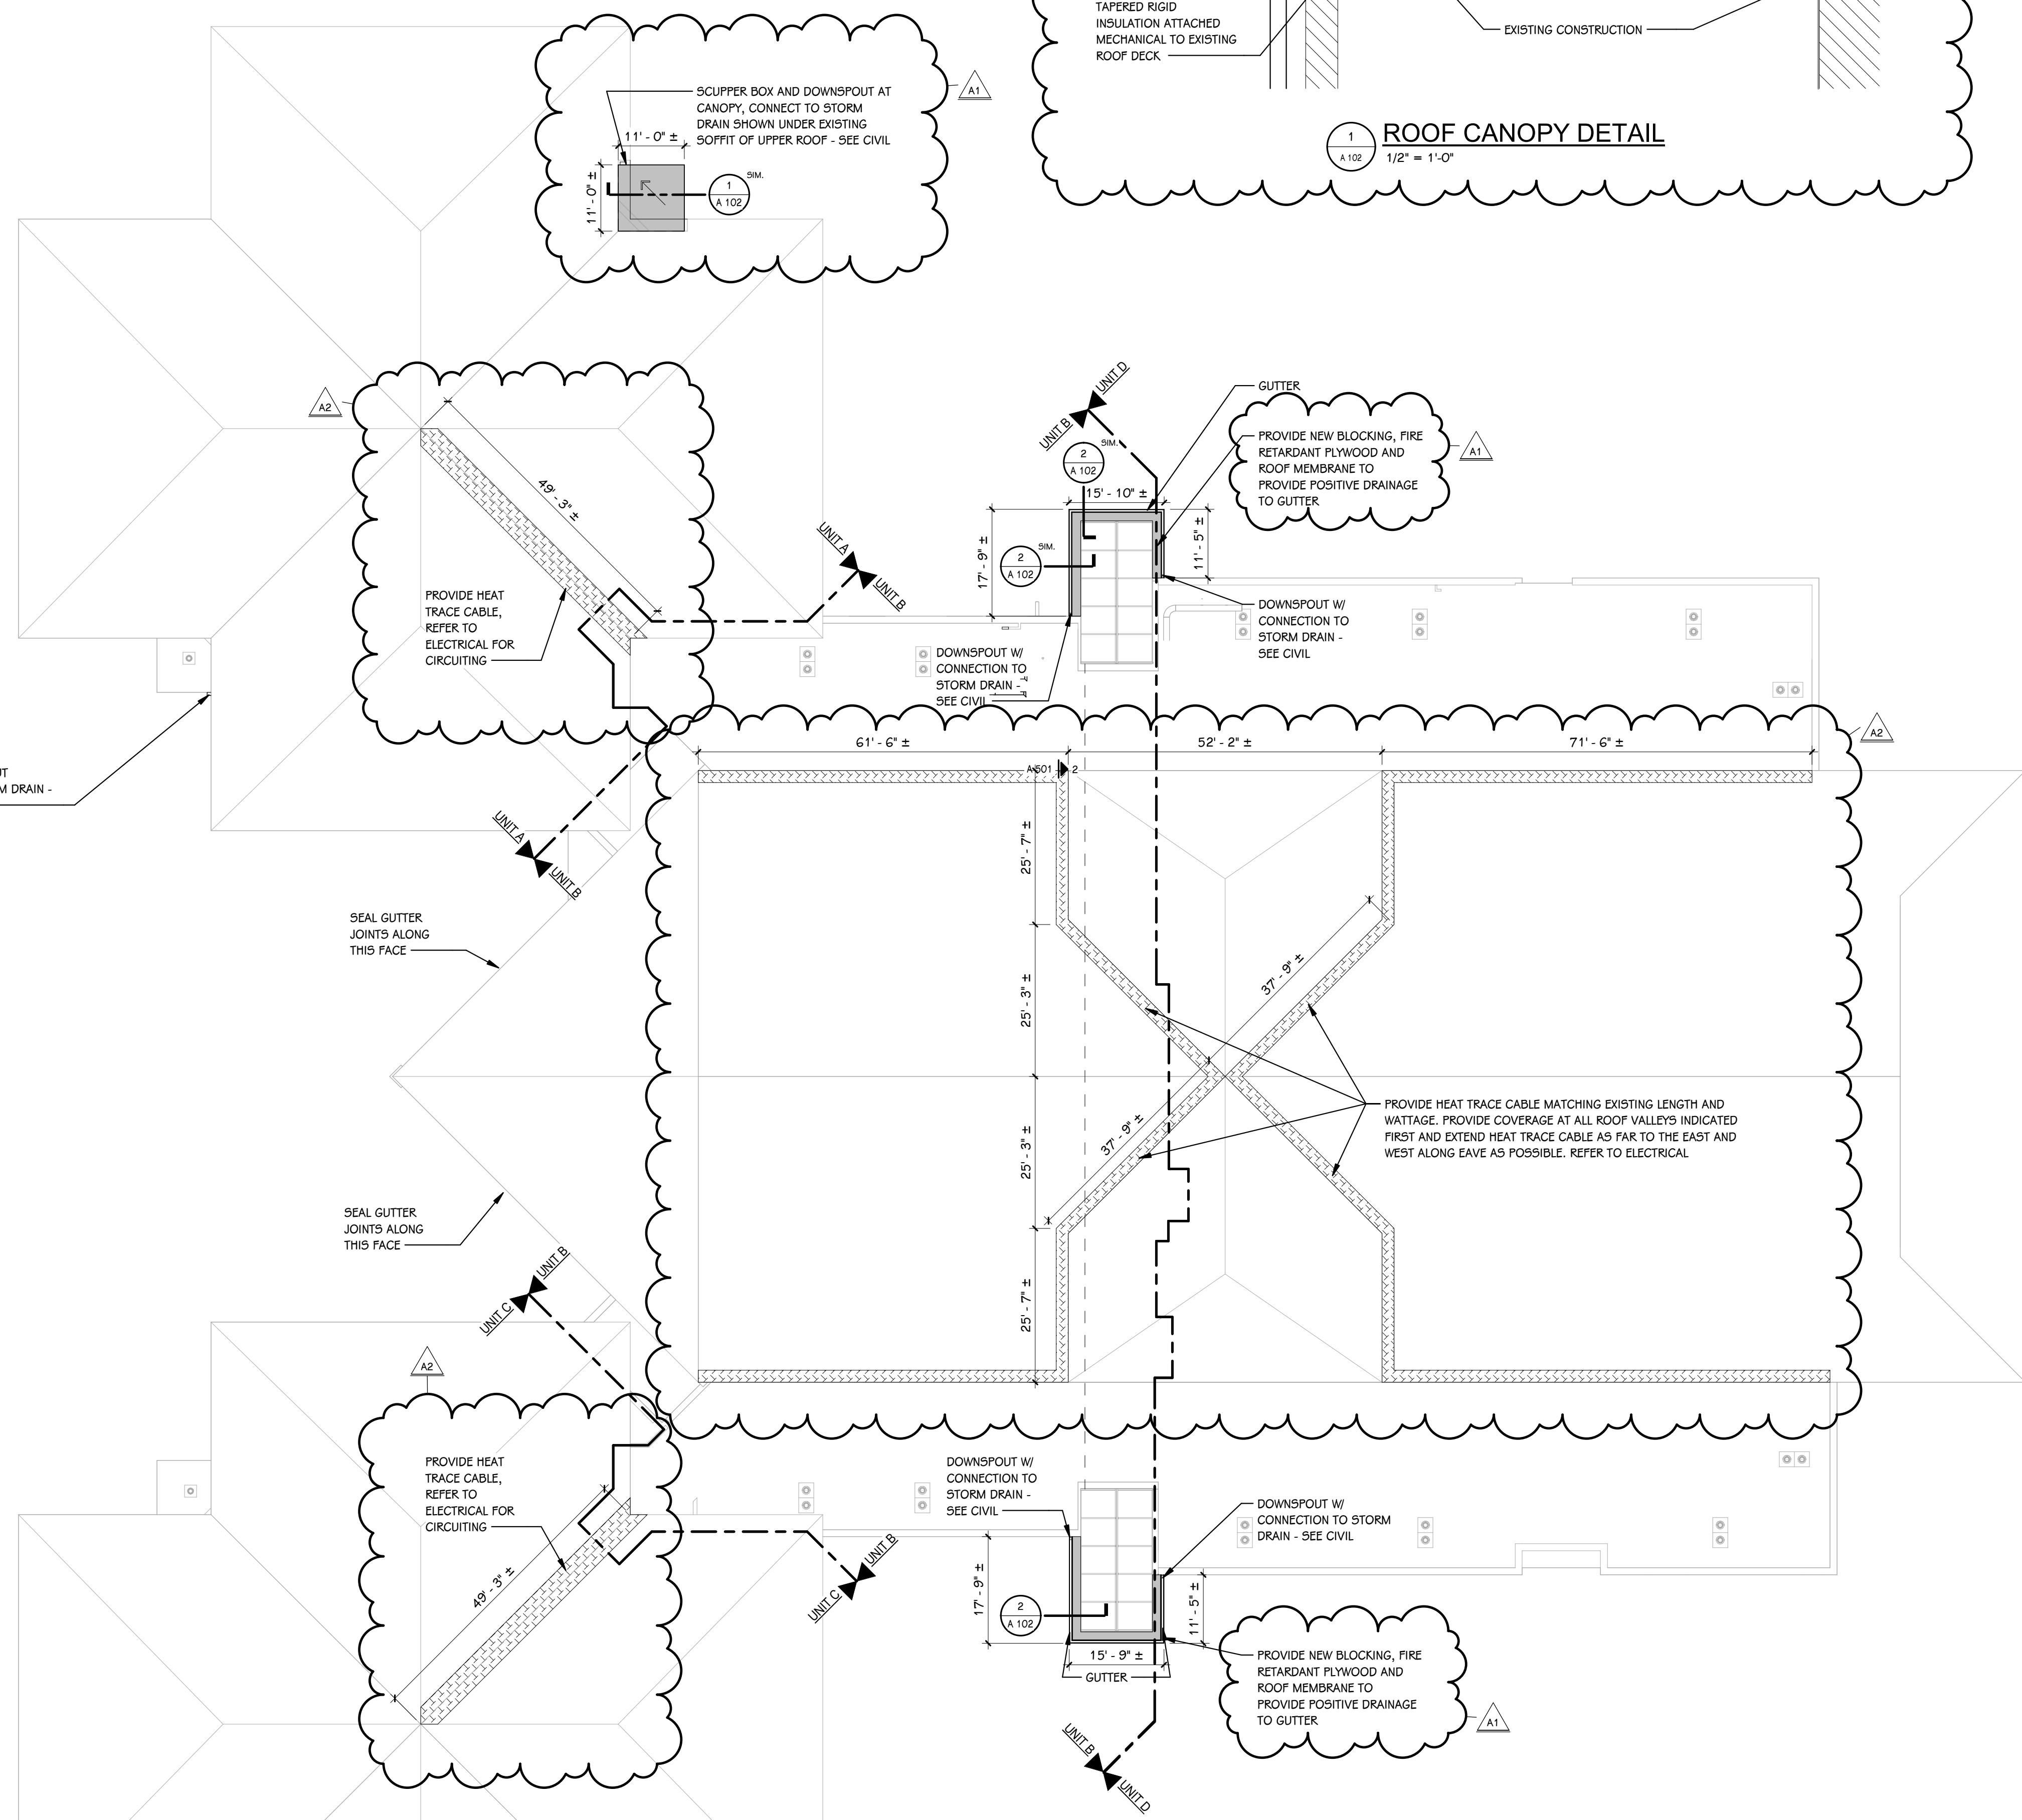 TAPERED RIGID
INSULATION ATTACHED
MECHANICAL TO EXISTING
ROOF DECK
EXISTING CONSTRUCTION
1
A 102
ROOF CANOPY DETAIL
1/2" = 1'-0"
SCUPPER BOX AND DOWNSPOUT AT
CANOPY, CONNECT TO STORM
DRAIN SHOWN UNDER EXISTING
SOFFIT OF UPPER ROOF - SEE CIVIL
A1
11' - 0" ±
11' - 0" ±
1
A 102
SIM.
A2
49' - 3" ±
PROVIDE HEAT
TRACE CABLE,
REFER TO
ELECTRICAL FOR
CIRCUITING
UNIT A
UNIT B
UNIT D
UNIT B
GUTTER
PROVIDE NEW BLOCKING, FIRE
RETARDANT PLYWOOD AND
ROOF MEMBRANE TO
PROVIDE POSITIVE DRAINAGE
TO GUTTER
A1
2
A 102
SIM.
15' - 10" ±
17' - 9" ±
11' - 5" ±
2
A 102
SIM.
DOWNSPOUT W/
CONNECTION TO
STORM DRAIN -
SEE CIVIL
DOWNSPOUT W/
CONNECTION TO
STORM DRAIN -
SEE CIVIL
M DRAIN -
A2
61' - 6" ±
52' - 2" ±
71' - 6" ±
A 501
2
UNIT A
UNIT B
25' - 7" ±
25' - 3" ±
25' - 3" ±
25' - 7" ±
37' - 9" ±
37' - 9" ±
SEAL GUTTER
JOINTS ALONG
THIS FACE
PROVIDE HEAT TRACE CABLE MATCHING EXISTING LENGTH AND
WATTAGE. PROVIDE COVERAGE AT ALL ROOF VALLEYS INDICATED
FIRST AND EXTEND HEAT TRACE CABLE AS FAR TO THE EAST AND
WEST ALONG EAVE AS POSSIBLE. REFER TO ELECTRICAL
SEAL GUTTER
JOINTS ALONG
THIS FACE
UNIT B
UNIT C
A2
PROVIDE HEAT
TRACE CABLE,
REFER TO
ELECTRICAL FOR
CIRCUITING
49' - 3" ±
UNIT B
UNIT C
DOWNSPOUT W/
CONNECTION TO
STORM DRAIN -
SEE CIVIL
DOWNSPOUT W/
CONNECTION TO STORM
DRAIN - SEE CIVIL
17' - 9" ±
11' - 5" ±
2
A 102
15' - 9" ±
GUTTER
PROVIDE NEW BLOCKING, FIRE
RETARDANT PLYWOOD AND
ROOF MEMBRANE TO
PROVIDE POSITIVE DRAINAGE
TO GUTTER
A1
UNIT B
UNIT D